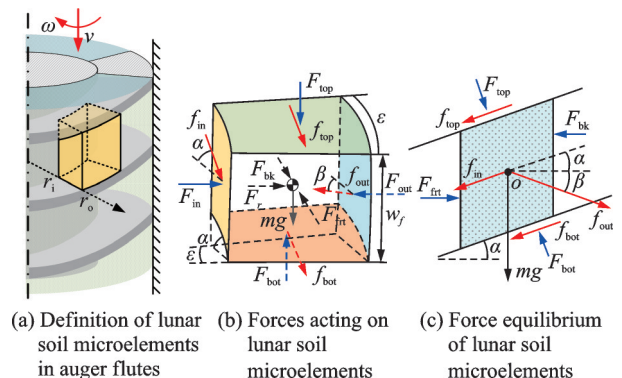 ω
v
r_i
r_o
F_top
f_in
f_top
ε
α
F_bk
β
f_out
F_in
F_out
F_r
F_frt
w_f
mg
α
ε
F_bot
f_bot
F_top
f_top
F_bk
f_in
α
F_frt
o
β
f_out
f_bot
α
mg
F_bot
(a) Definition of lunar
soil microelements
in auger flutes
(b) Forces acting on
lunar soil
microelements
(c) Force equilibrium
of lunar soil
microelements